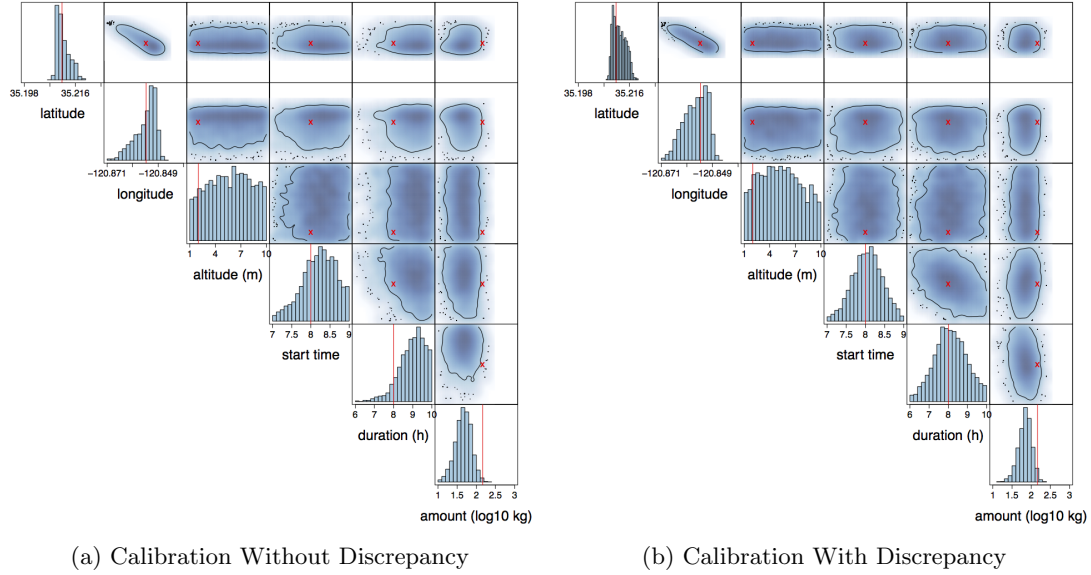 35.198 35.216
latitude
−120.871 −120.849
longitude
1 4 7 10
altitude (m)
7 7.5 8 8.5 9
start time
6 7 8 9 10
duration (h)
1 1.5 2 2.5 3
amount (log10 kg)
(a) Calibration Without Discrepancy
35.198 35.216
latitude
−120.871 −120.849
longitude
1 4 7 10
altitude (m)
7 7.5 8 8.5 9
start time
6 7 8 9 10
duration (h)
1 1.5 2 2.5 3
amount (log10 kg)
(b) Calibration With Discrepancy